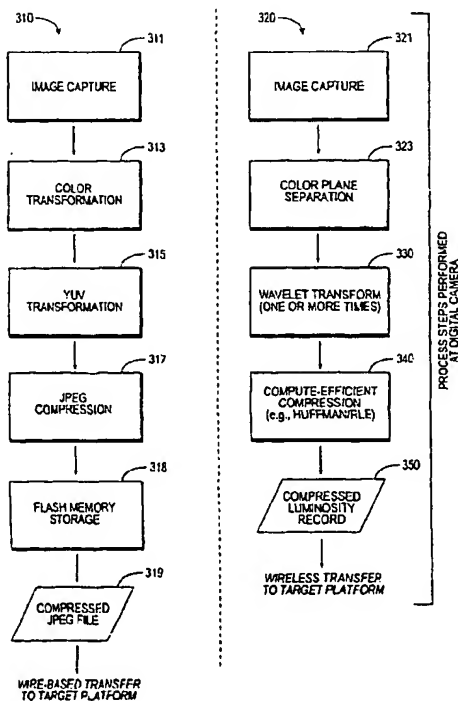 310
311
IMAGE CAPTURE
313
COLOR
TRANSFORMATION
315
YUV
TRANSFORMATION
317
JPEG
COMPRESSION
318
FLASH MEMORY
STORAGE
319
COMPRESSED
JPEG FILE
WIRE-BASED TRANSFER
TO TARGET PLATFORM
320
321
IMAGE CAPTURE
323
COLOR PLANE
SEPARATION
330
WAVELET TRANSFORM
(ONE OR MORE TIMES)
340
COMPUTE-EFFICIENT
COMPRESSION
(e.g., HUFFMAN/RLE)
350
COMPRESSED
LUMINOSITY
RECORD
WIRELESS TRANSFER
TO TARGET PLATFORM
PROCESS STEPS PERFORMED
AT DIGITAL CAMERA